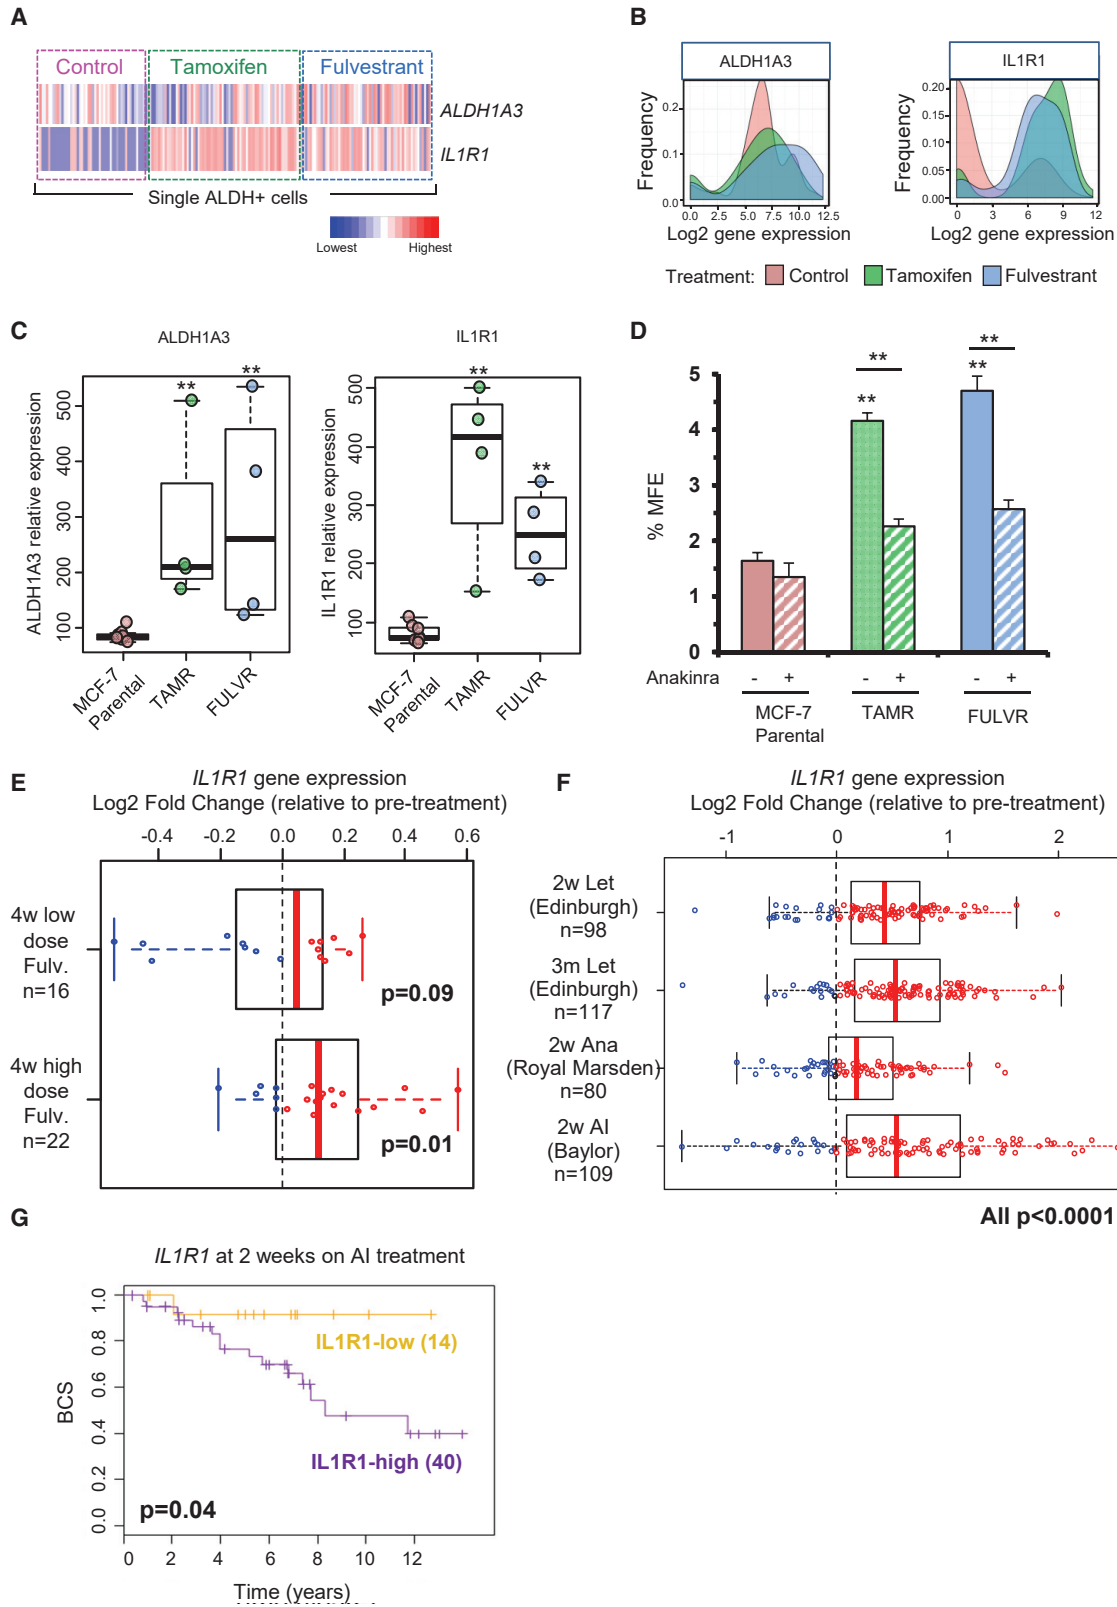 A
Control
Tamoxifen
Fulvestrant
ALDH1A3
IL1R1
Single ALDH+ cells
Lowest
Highest
B
ALDH1A3
Frequency
0.2
0.1
0.0
0.0 2.5 5.0 7.5 10.0 12.5
Log2 gene expression
IL1R1
Frequency
0.20
0.15
0.10
0.05
0.00
0 3 6 9 12
Log2 gene expression
Treatment: Control Tamoxifen Fulvestrant
C
ALDH1A3
ALDH1A3 relative expression
500
400
300
200
100
** **
MCF-7 Parental
TAMR
FULVR
IL1R1
IL1R1 relative expression
500
400
300
200
100
** **
MCF-7 Parental
TAMR
FULVR
D
% MFE
5
4
3
2
1
0
** **
** **
Anakinra - + - + - +
MCF-7
Parental
TAMR
FULVR
E
IL1R1 gene expression
Log2 Fold Change (relative to pre-treatment)
-0.4 -0.2 0.0 0.2 0.4 0.6
4w low
dose
Fulv.
n=16
p=0.09
4w high
dose
Fulv.
n=22
p=0.01
F
IL1R1 gene expression
Log2 Fold Change (relative to pre-treatment)
-1 0 1 2
2w Let
(Edinburgh)
n=98
3m Let
(Edinburgh)
n=117
2w Ana
(Royal Marsden)
n=80
2w AI
(Baylor)
n=109
All p<0.0001
G
IL1R1 at 2 weeks on AI treatment
BCS
1.0
0.8
0.6
0.4
0.2
0.0
IL1R1-low (14)
IL1R1-high (40)
p=0.04
0 2 4 6 8 10 12
Time (years)